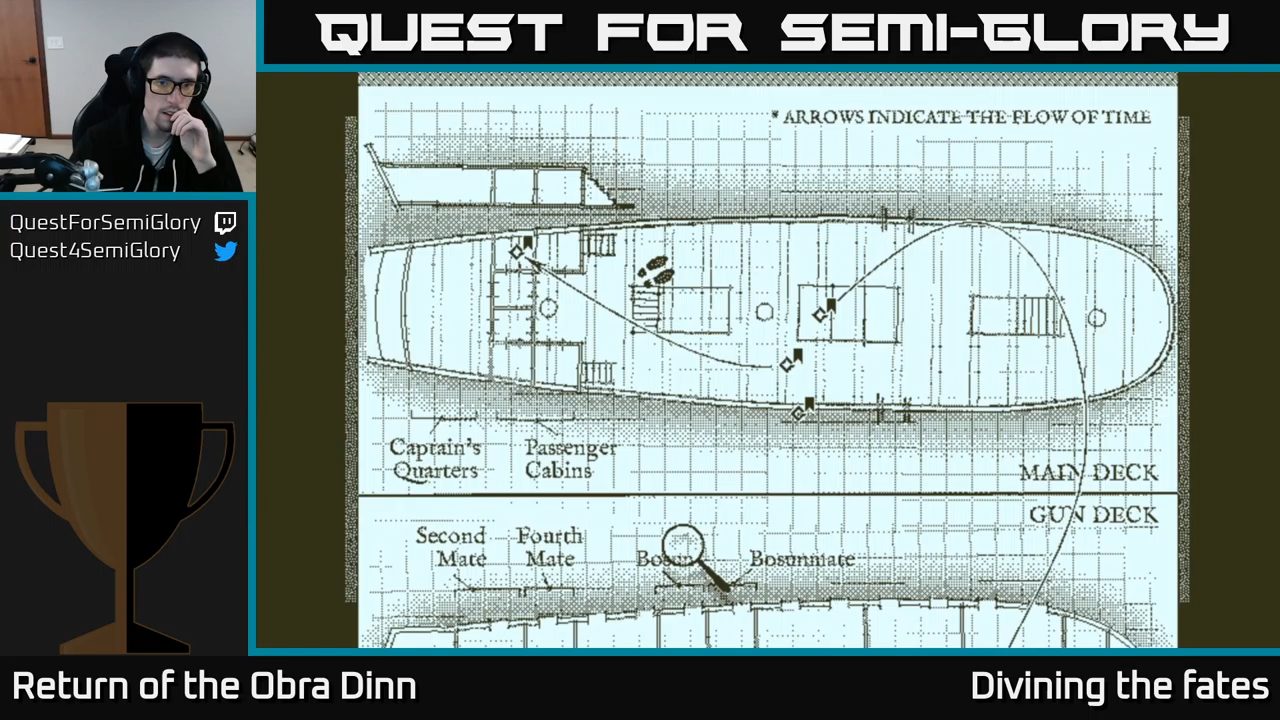 QUEST FOR SEMI-GLORY
* ARROWS INDICATE THE FLOW OF TIME
QuestForSemiGlory
Quest4SemiGlory
Captain's
Quarters
Passenger
Cabins
MAIN DECK
GUN DECK
Second
Mate
Fourth
Mate
Bosun
Bosunmate
Return of the Obra Dinn
Divining the fates